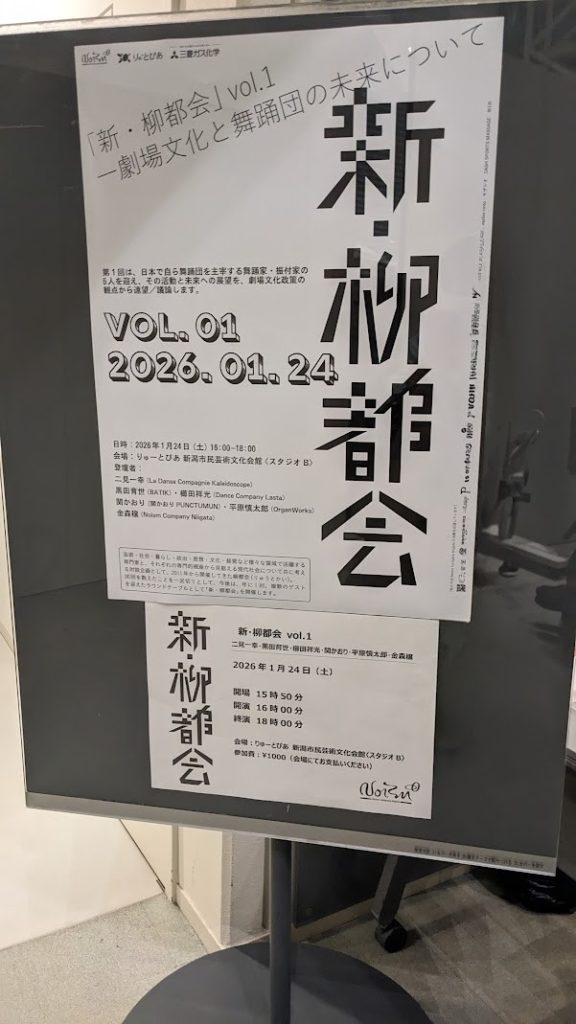 Noism りゅーとぴあ 三菱ガス化学
「新・柳都会」vol.1
―劇場文化と舞踊団の未来について
新・柳都会
第1回は、日本で自ら舞踊団を主宰する舞踊家・振付家の
5人を迎え、その活動と未来への展望を、劇場文化政策の
観点から遠望／議論します。
VOL. 01
2026. 01. 24
日時：2026年1月24日（土）16:00-18:00
会場：りゅーとぴあ 新潟市民芸術文化会館〈スタジオB〉
登壇者：
二見一幸（La Danse Compagnie Kaleidoscope）
黒田育世（BATIK）・櫛田祥光（Dance Company Lasta）
関かおり（関かおり PUNCTUMUN）・平原慎太郎（OrganWorks）
金森穣（Noism Company Niigata）
新・柳都会
新・柳都会 vol.1
二見一幸・黒田育世・櫛田祥光・関かおり・平原慎太郎・金森穣
2026年1月24日（土）
開場 15時50分
開演 16時00分
終演 18時00分
会場：りゅーとぴあ 新潟市民芸術文化会館〈スタジオB〉
参加費：¥1000（会場にてお支払いください）
Noism